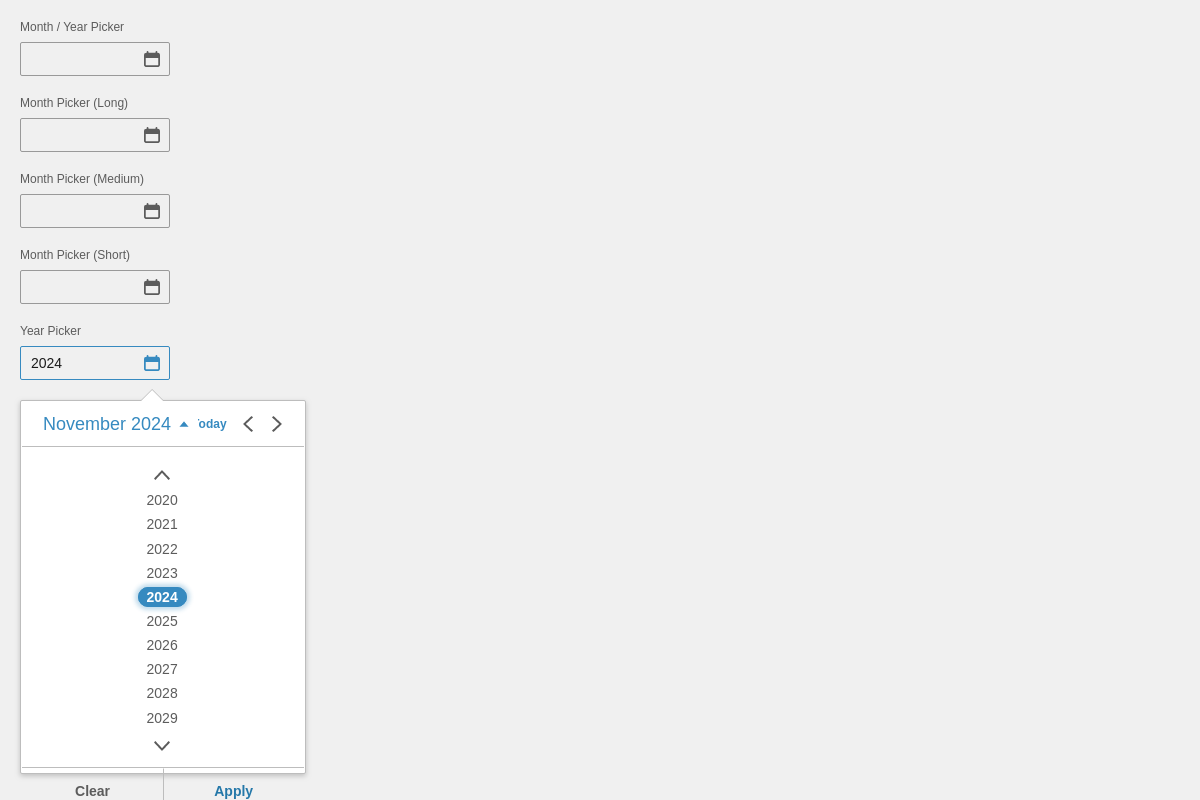 Month / Year Picker
Month Picker (Long)
Month Picker (Medium)
Month Picker (Short)
Year Picker
2024
November 2024 Today
2020
2021
2022
2023
2024
2025
2026
2027
2028
2029
Clear Apply